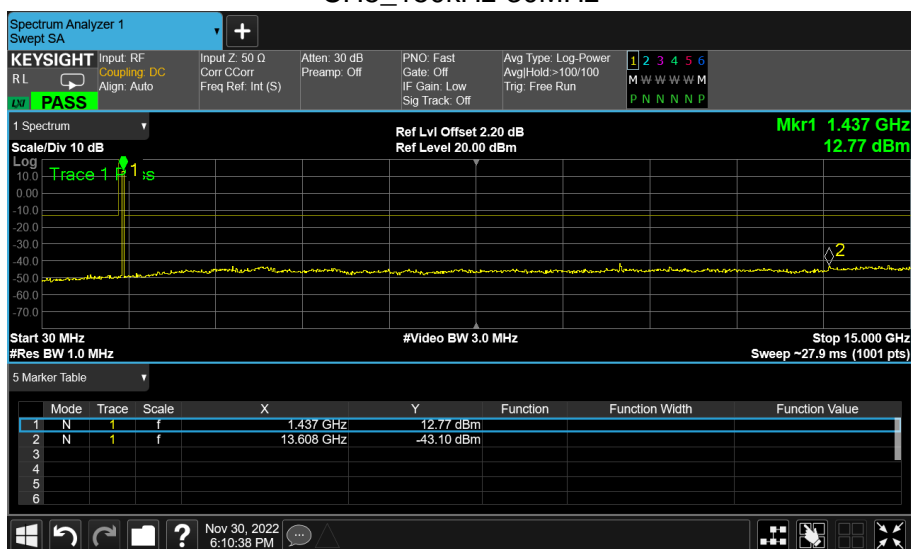 Spectrum Analyzer 1
Swept SA
+
KEYSIGHT
RL
LXI PASS
Input: RF
Coupling: DC
Align: Auto
Input Z: 50 Ω
Corr CCorr
Freq Ref: Int (S)
Atten: 30 dB
Preamp: Off
PNO: Fast
Gate: Off
IF Gain: Low
Sig Track: Off
Avg Type: Log-Power
Avg|Hold:>100/100
Trig: Free Run
1 2 3 4 5 6
M W W W W M
P N N N N P
1 Spectrum
Scale/Div 10 dB
Ref Lvl Offset 2.20 dB
Ref Level 20.00 dBm
Mkr1 1.437 GHz
12.77 dBm
Log
Trace 1 Pass
1
2
10.0
0.00
-10.0
-20.0
-30.0
-40.0
-50.0
-60.0
-70.0
Start 30 MHz
#Res BW 1.0 MHz
#Video BW 3.0 MHz
Stop 15.000 GHz
Sweep ~27.9 ms (1001 pts)
5 Marker Table
Mode Trace Scale X Y Function Function Width Function Value
1 N 1 f 1.437 GHz 12.77 dBm
2 N 1 f 13.608 GHz -43.10 dBm
3
4
5
6
?
Nov 30, 2022
6:10:38 PM